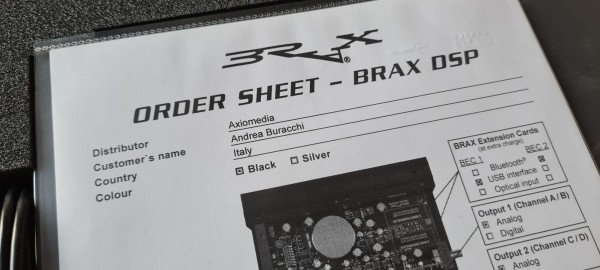 BRAX®
ORDER SHEET – BRAX DSP
Distributor Axiomedia
Customer´s name Andrea Buracchi
Country Italy
Colour ☒ Black ☐ Silver
BRAX Extension Cards
(at extra charge)
BEC 1 BEC 2
☐ Bluetooth® ☒
☒ USB interface ☐
☐ Optical input ☐
Output 1 (Channel A / B)
☒ Analog
☐ Digital
Output 2 (Channel C / D)
Analog